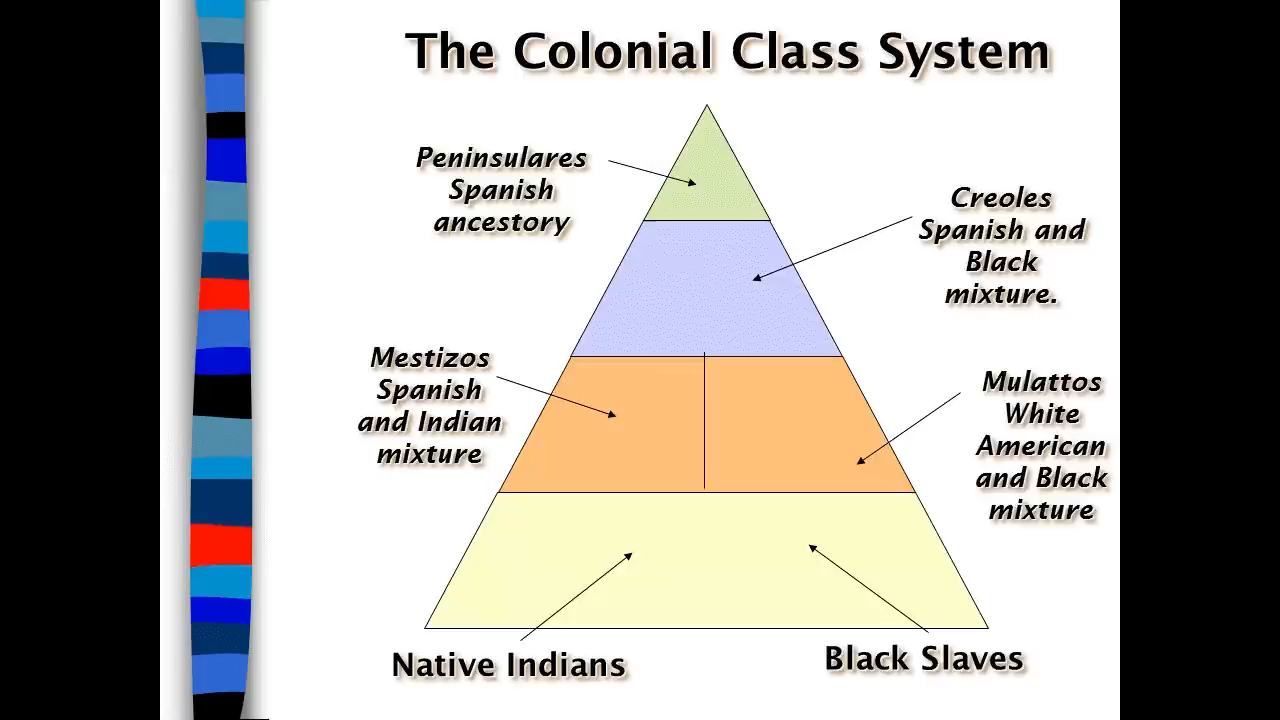 The Colonial Class System
Peninsulares
Spanish
ancestory
Creoles
Spanish and
Black
mixture.
Mestizos
Spanish
and Indian
mixture
Mulattos
White
American
and Black
mixture
Native Indians
Black Slaves